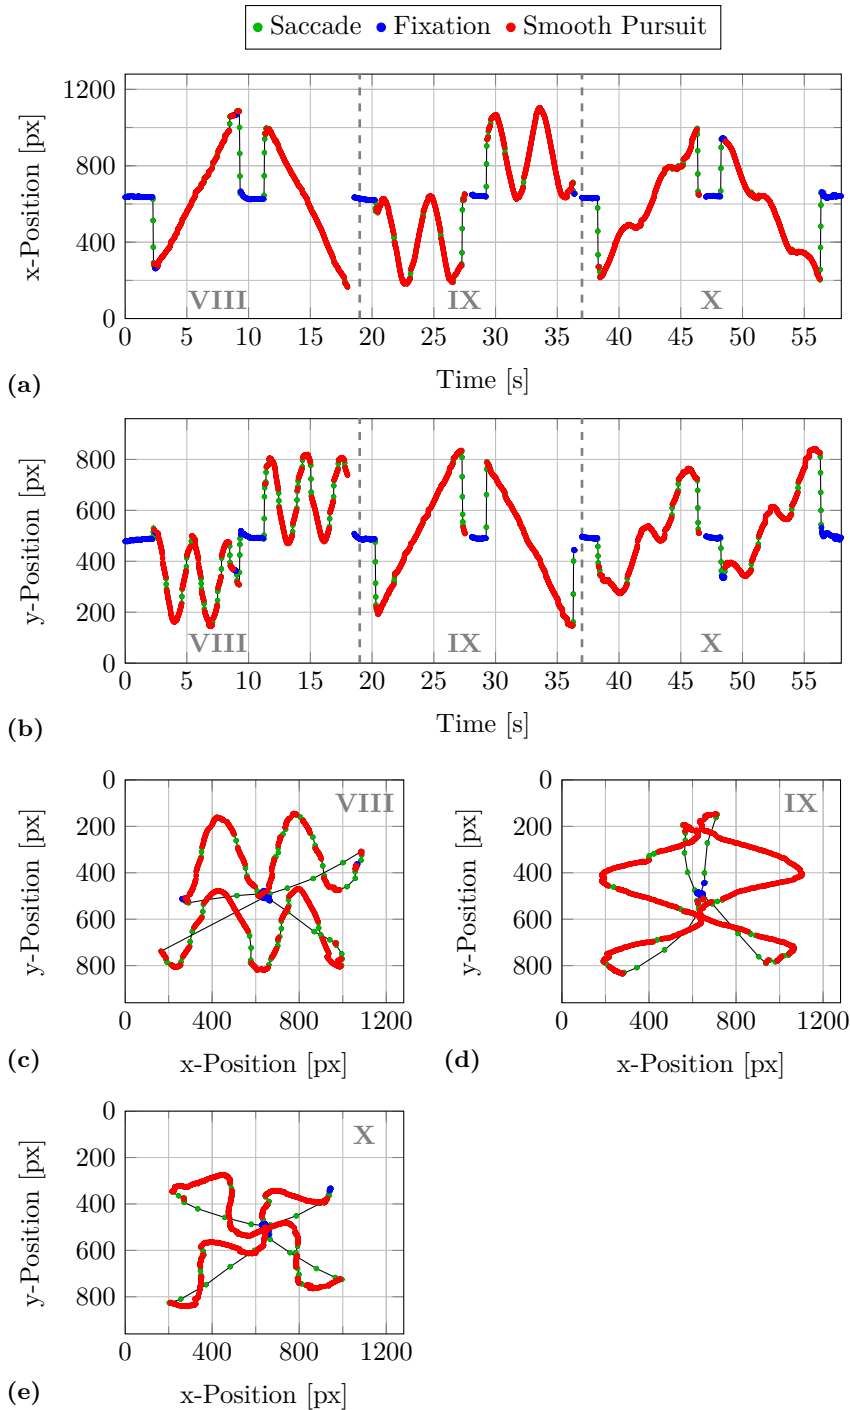 Saccade Fixation Smooth Pursuit
1200
800
400
0
x-Position [px]
VIII IX X
0 5 10 15 20 25 30 35 40 45 50 55
(a) Time [s]
800
600
400
200
0
y-Position [px]
VIII IX X
0 5 10 15 20 25 30 35 40 45 50 55
(b) Time [s]
0
200
400
600
800
y-Position [px]
VIII
0 400 800 1200
(c) x-Position [px]
0
200
400
600
800
y-Position [px]
IX
0 400 800 1200
(d) x-Position [px]
0
200
400
600
800
y-Position [px]
X
0 400 800 1200
(e) x-Position [px]